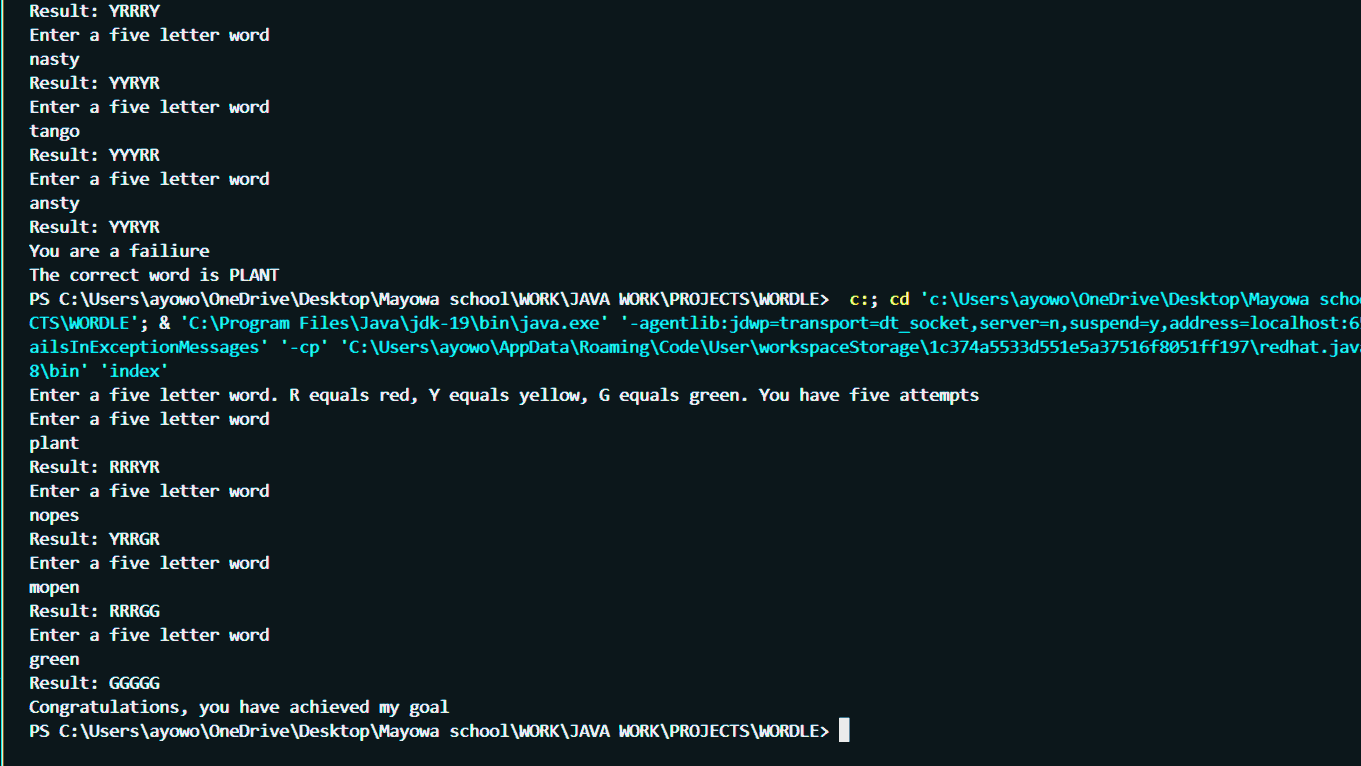 Result: YRRRY
Enter a five letter word
nasty
Result: YYRYR
Enter a five letter word
tango
Result: YYYRR
Enter a five letter word
ansty
Result: YYRYR
You are a failiure
The correct word is PLANT
PS C:\Users\ayowo\OneDrive\Desktop\Mayowa school\WORK\JAVA WORK\PROJECTS\WORDLE>  c:; cd 'c:\Users\ayowo\OneDrive\Desktop\Mayowa schoo
CTS\WORDLE'; & 'C:\Program Files\Java\jdk-19\bin\java.exe' '-agentlib:jdwp=transport=dt_socket,server=n,suspend=y,address=localhost:6
ailsInExceptionMessages' '-cp' 'C:\Users\ayowo\AppData\Roaming\Code\User\workspaceStorage\1c374a5533d551e5a37516f8051ff197\redhat.java
8\bin' 'index'
Enter a five letter word. R equals red, Y equals yellow, G equals green. You have five attempts
Enter a five letter word
plant
Result: RRRYR
Enter a five letter word
nopes
Result: YRRGR
Enter a five letter word
mopen
Result: RRRGG
Enter a five letter word
green
Result: GGGGG
Congratulations, you have achieved my goal
PS C:\Users\ayowo\OneDrive\Desktop\Mayowa school\WORK\JAVA WORK\PROJECTS\WORDLE>